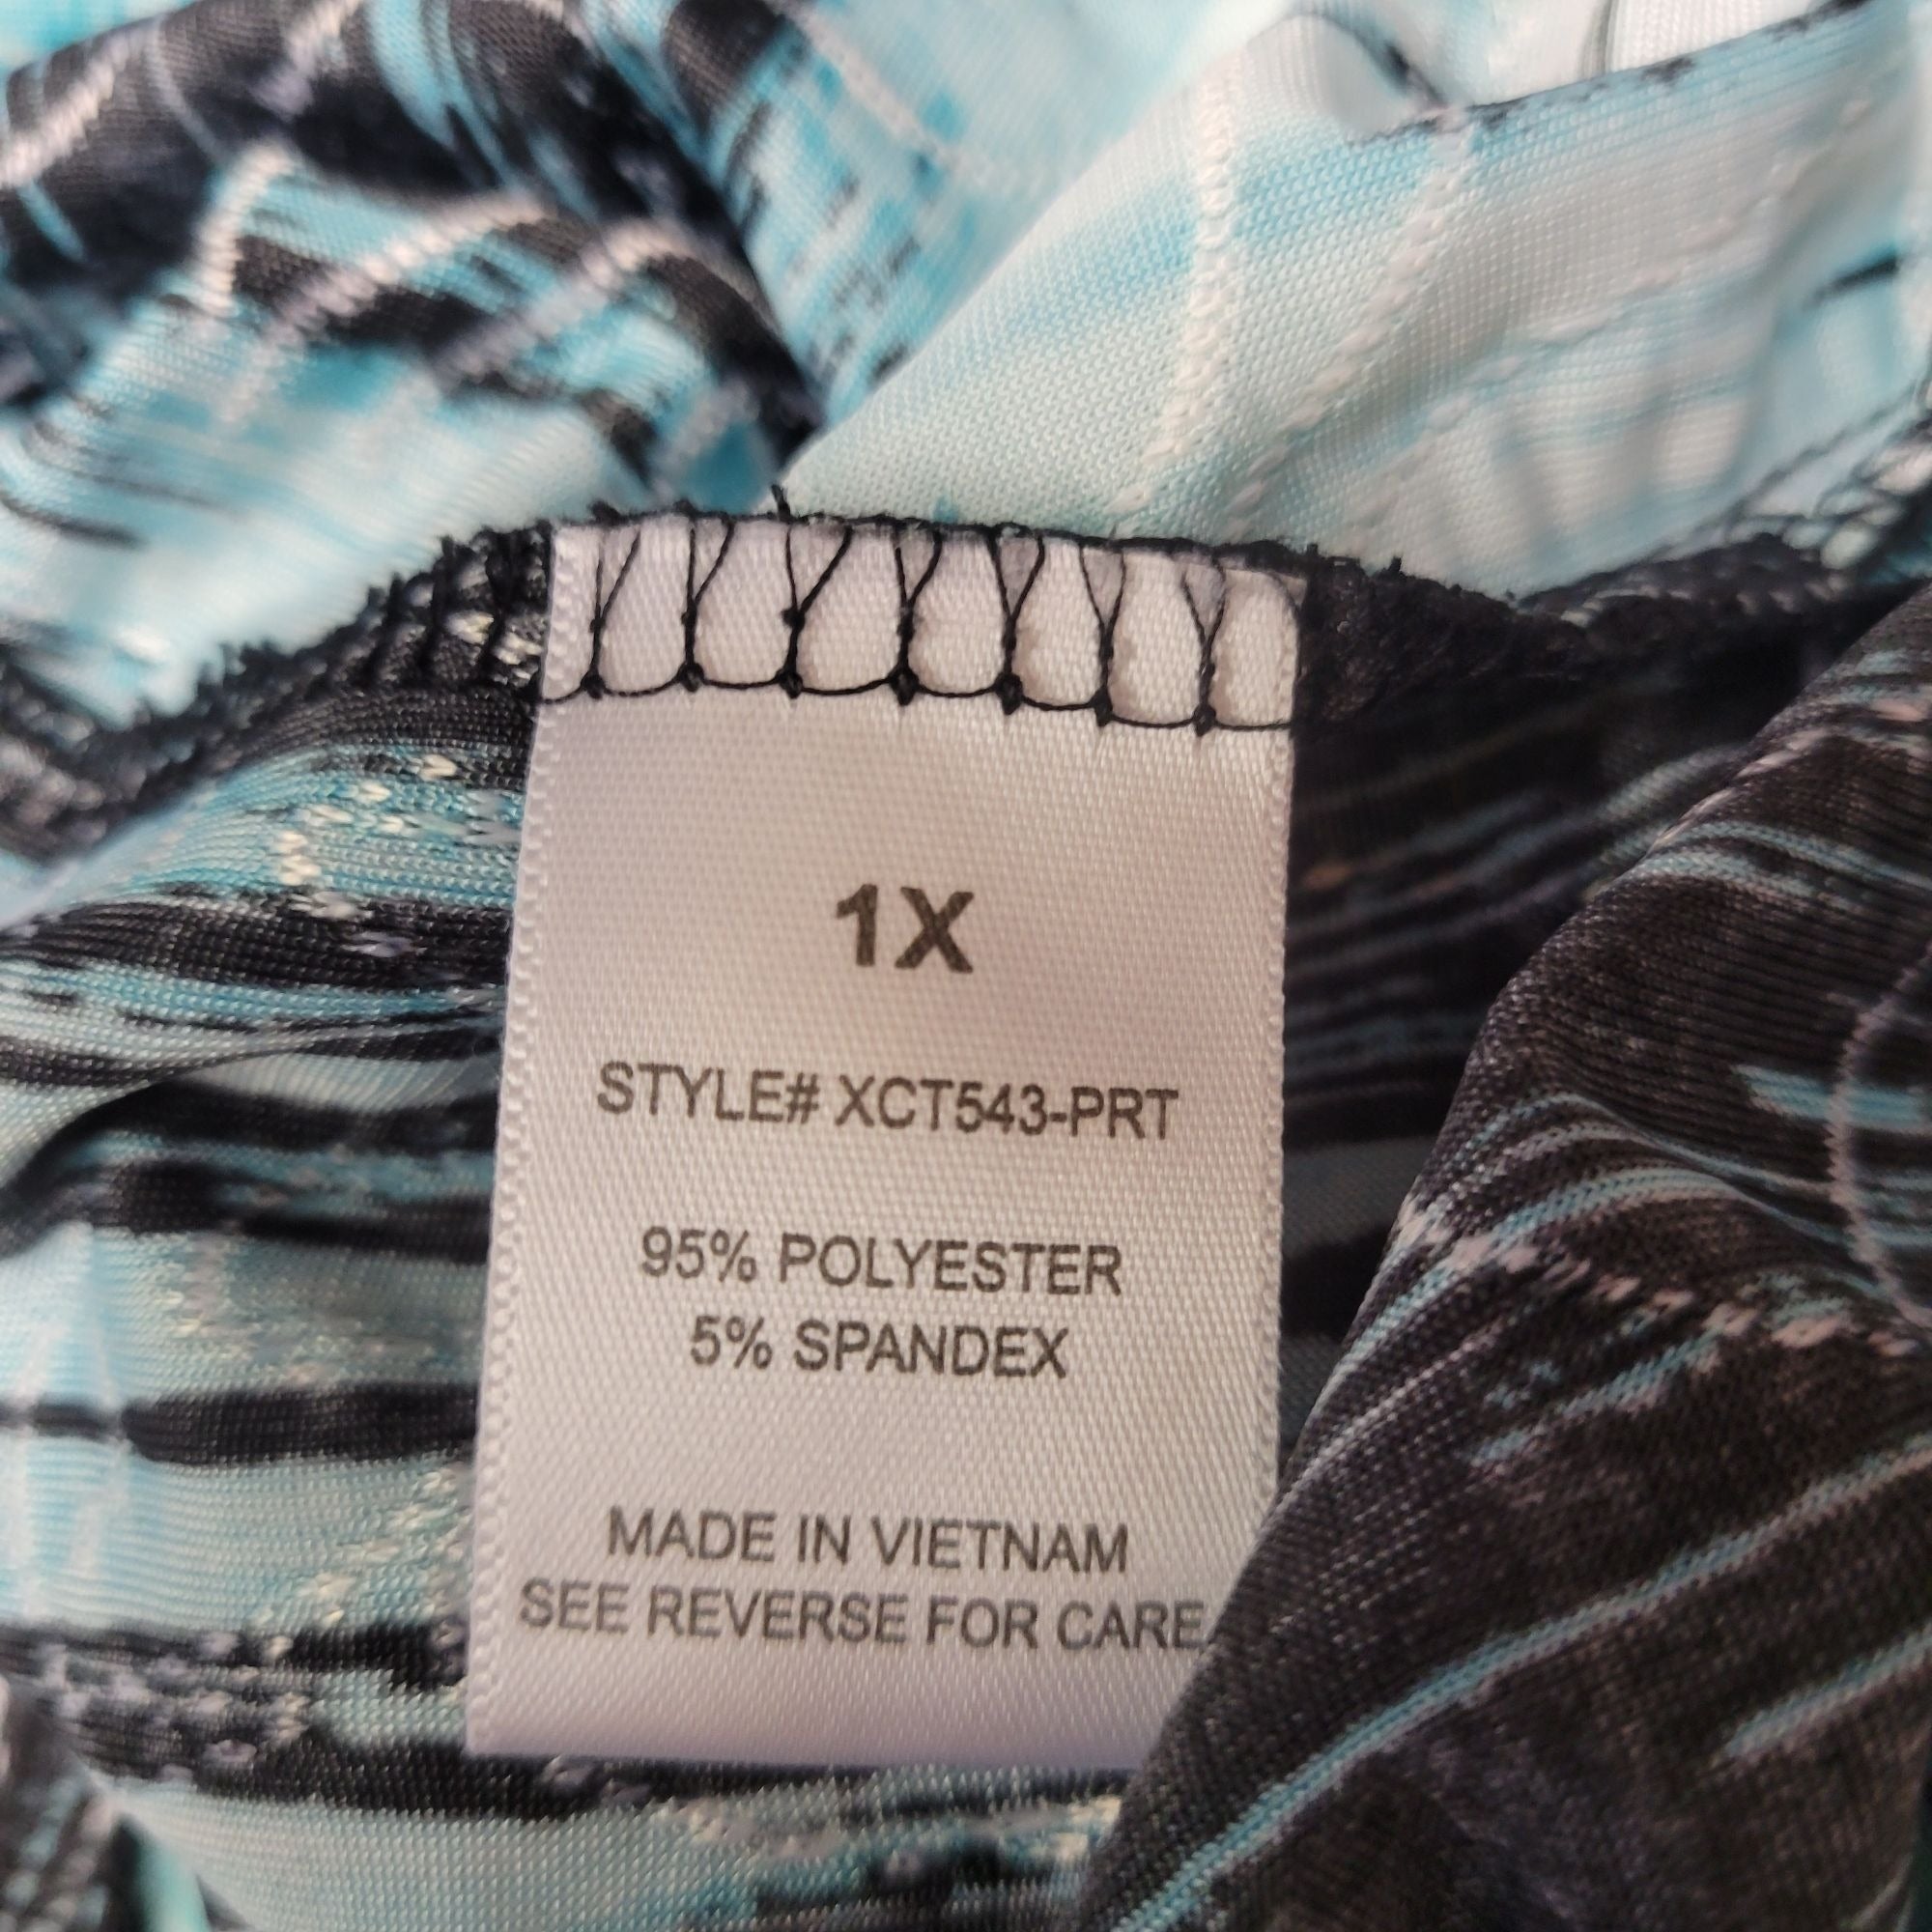 1X
STYLE# XCT543-PRT
95% POLYESTER
5% SPANDEX
MADE IN VIETNAM
SEE REVERSE FOR CARE